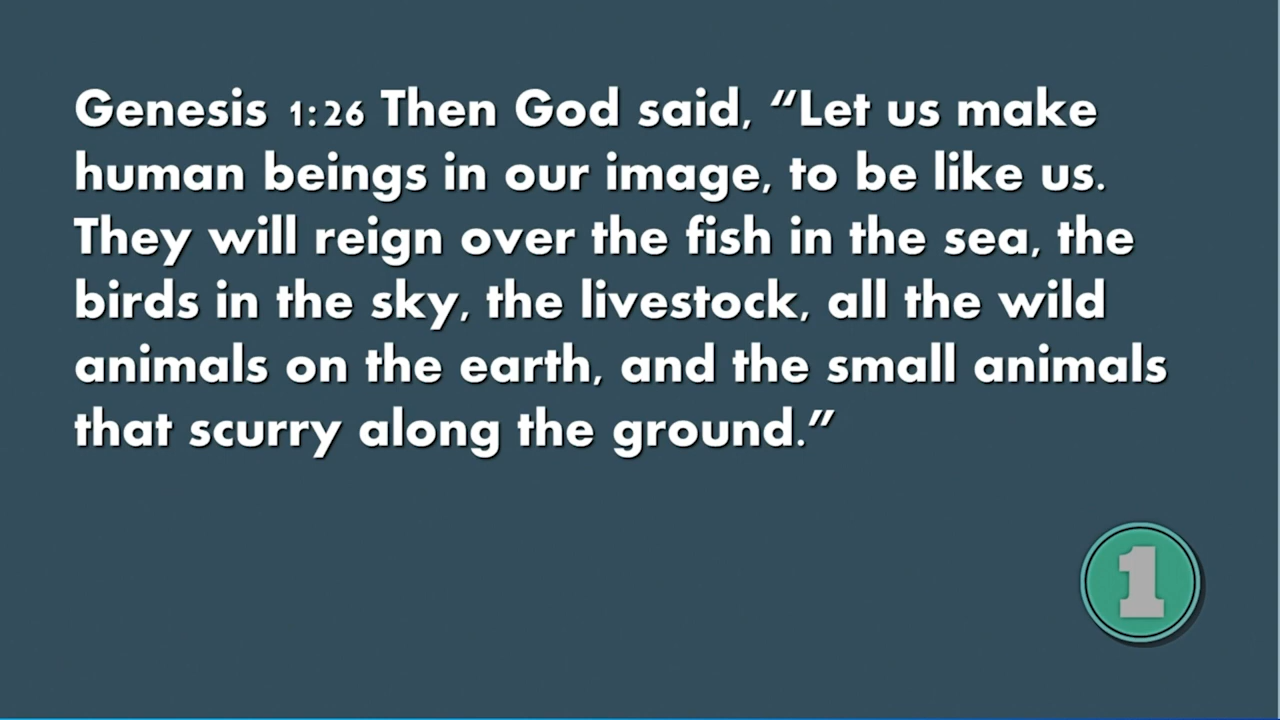 Genesis 1:26 Then God said, “Let us make
human beings in our image, to be like us.
They will reign over the fish in the sea, the
birds in the sky, the livestock, all the wild
animals on the earth, and the small animals
that scurry along the ground.”
1